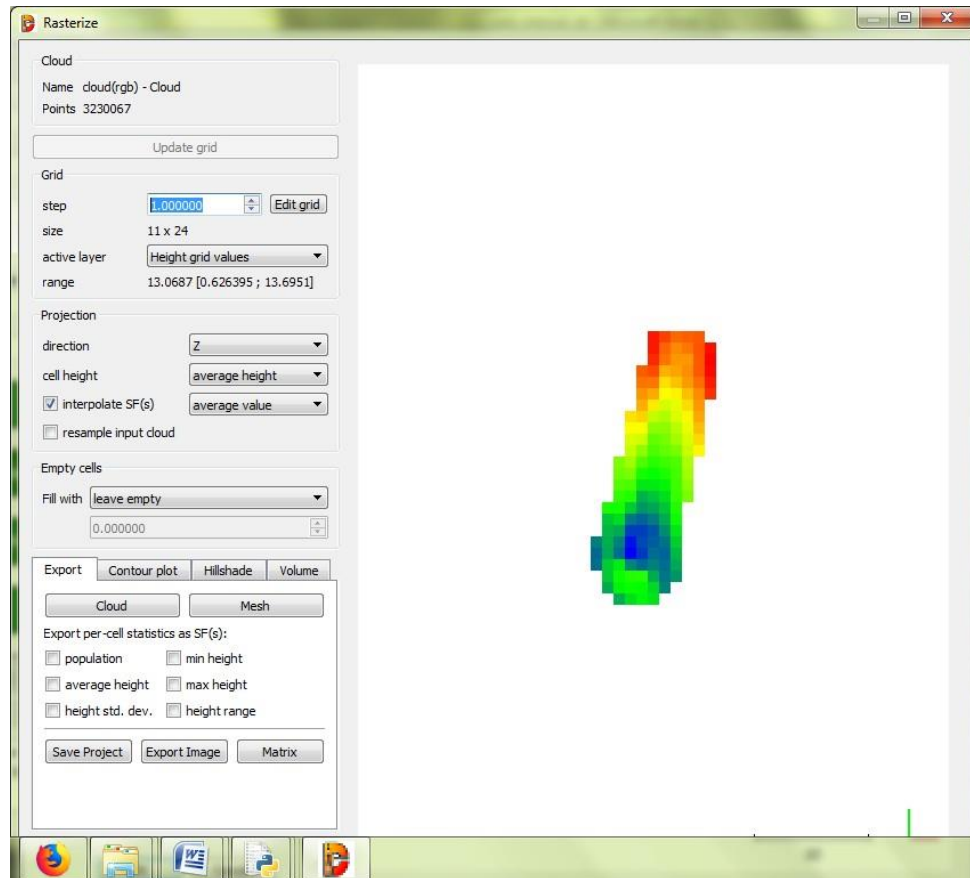 Rasterize
Cloud
Name cloud(rgb) - Cloud
Points 3230067
Update grid
Grid
step 1.000000 Edit grid
size 11 x 24
active layer Height grid values
range 13.0687 [0.626395 ; 13.6951]
Projection
direction Z
cell height average height
interpolate SF(s) average value
resample input cloud
Empty cells
Fill with leave empty
0.000000
Export Contour plot Hillshade Volume
Cloud Mesh
Export per-cell statistics as SF(s):
population min height
average height max height
height std. dev. height range
Save Project Export Image Matrix